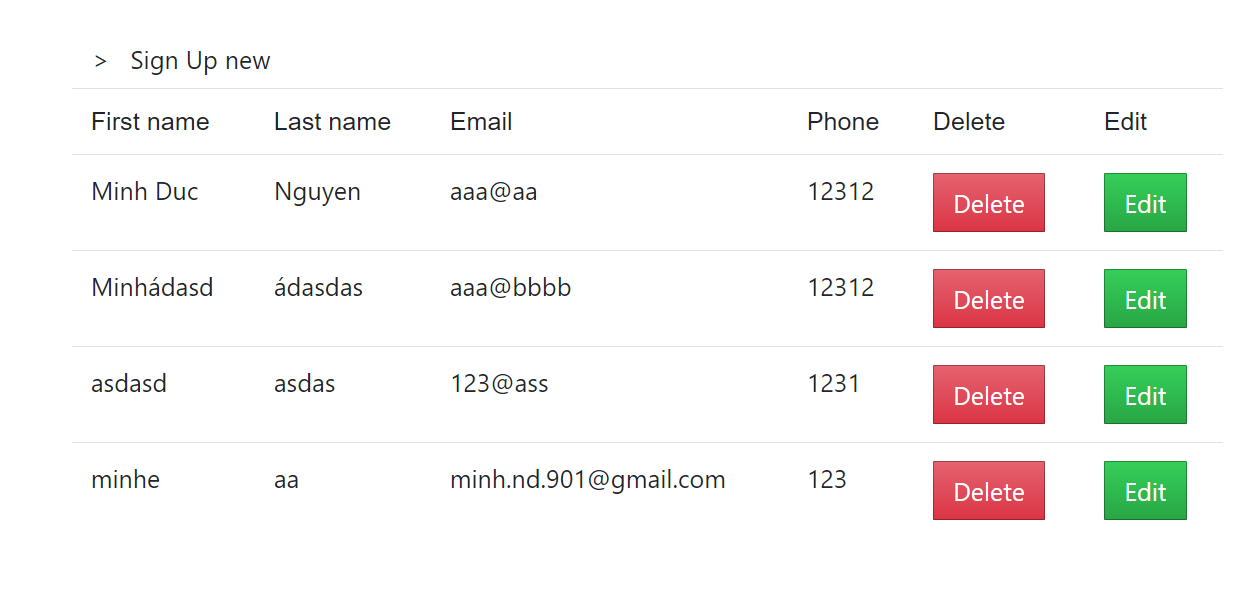 > Sign Up new
First name Last name Email Phone Delete Edit
Minh Duc Nguyen aaa@aa 12312 Delete Edit
Minhádasd ádasdas aaa@bbbb 12312 Delete Edit
asdasd asdas 123@ass 1231 Delete Edit
minhe aa minh.nd.901@gmail.com 123 Delete Edit